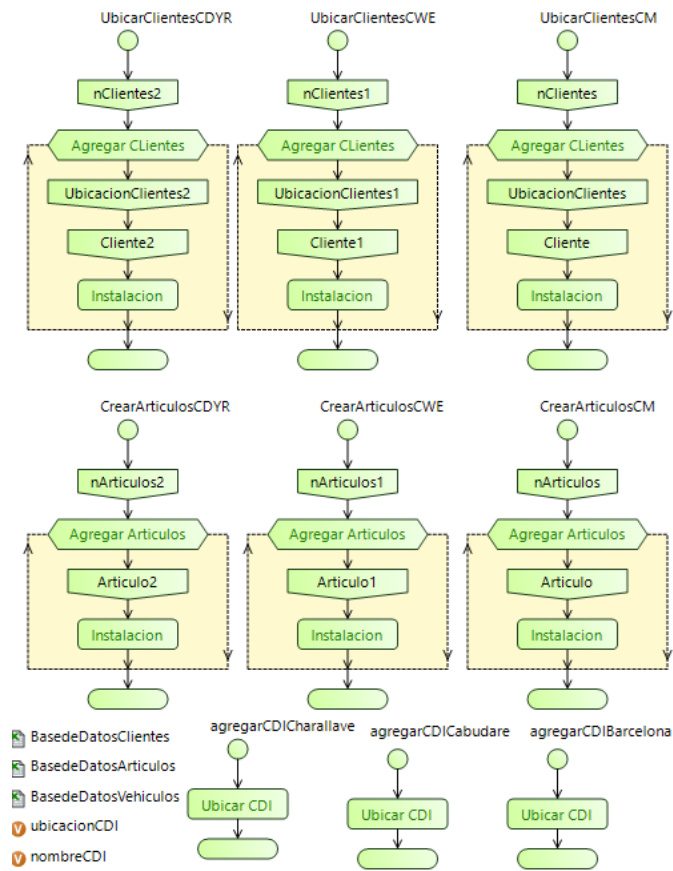 UbicarClientesCDYR
UbicarClientesCWE
UbicarClientesCM
nClientes2
nClientes1
nClientes
Agregar CLientes
Agregar CLientes
Agregar CLientes
UbicacionClientes2
UbicacionClientes1
UbicacionClientes
Cliente2
Cliente1
Cliente
Instalacion
Instalacion
Instalacion
CrearArticulosCDYR
CrearArticulosCWE
CrearArticulosCM
nArticulos2
nArticulos1
nArticulos
Agregar Articulos
Agregar Articulos
Agregar Articulos
Articulo2
Articulo1
Articulo
Instalacion
Instalacion
Instalacion
agregarCDICharallave
agregarCDICabudare
agregarCDIBarcelona
BasedeDatosClientes
BasedeDatosArticulos
BasedeDatosVehiculos
V ubicacionCDI
V nombreCDI
Ubicar CDI
Ubicar CDI
Ubicar CDI